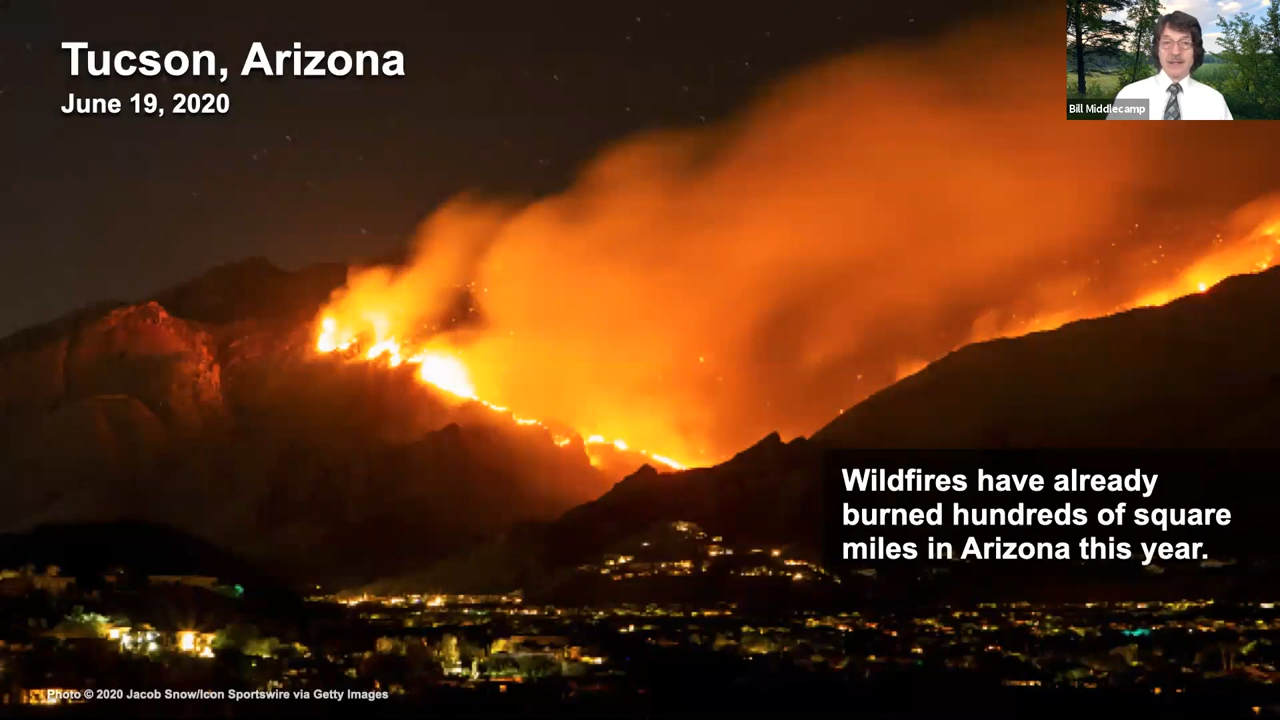 Tucson, Arizona
June 19, 2020
Bill Middlecamp
Wildfires have already
burned hundreds of square
miles in Arizona this year.
Photo © 2020 Jacob Snow/Icon Sportswire via Getty Images